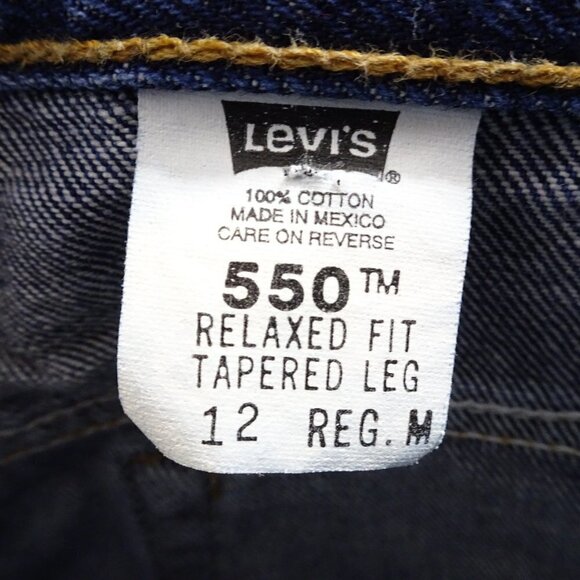 Levi's
®
100% COTTON
MADE IN MEXICO
CARE ON REVERSE
550™
RELAXED FIT
TAPERED LEG
12 REG. M